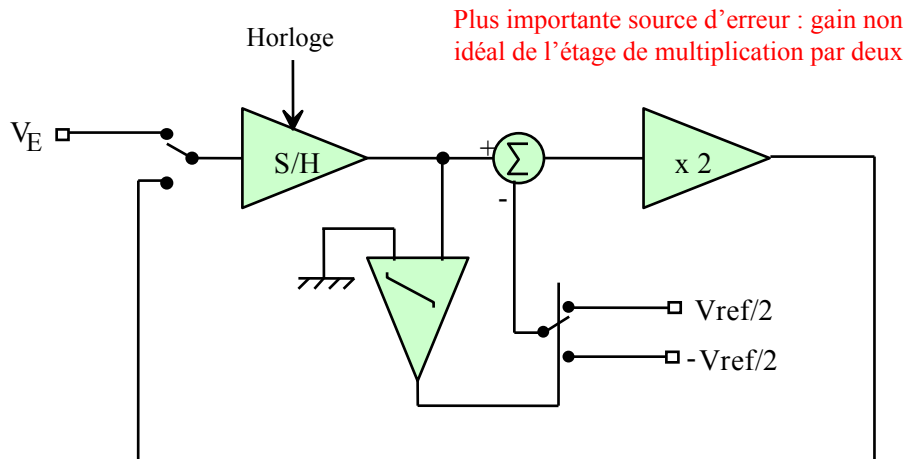 Plus importante source d'erreur : gain non
idéal de l'étage de multiplication par deux
Horloge
VE
S/H
+
Σ
-
x 2
Vref/2
-Vref/2